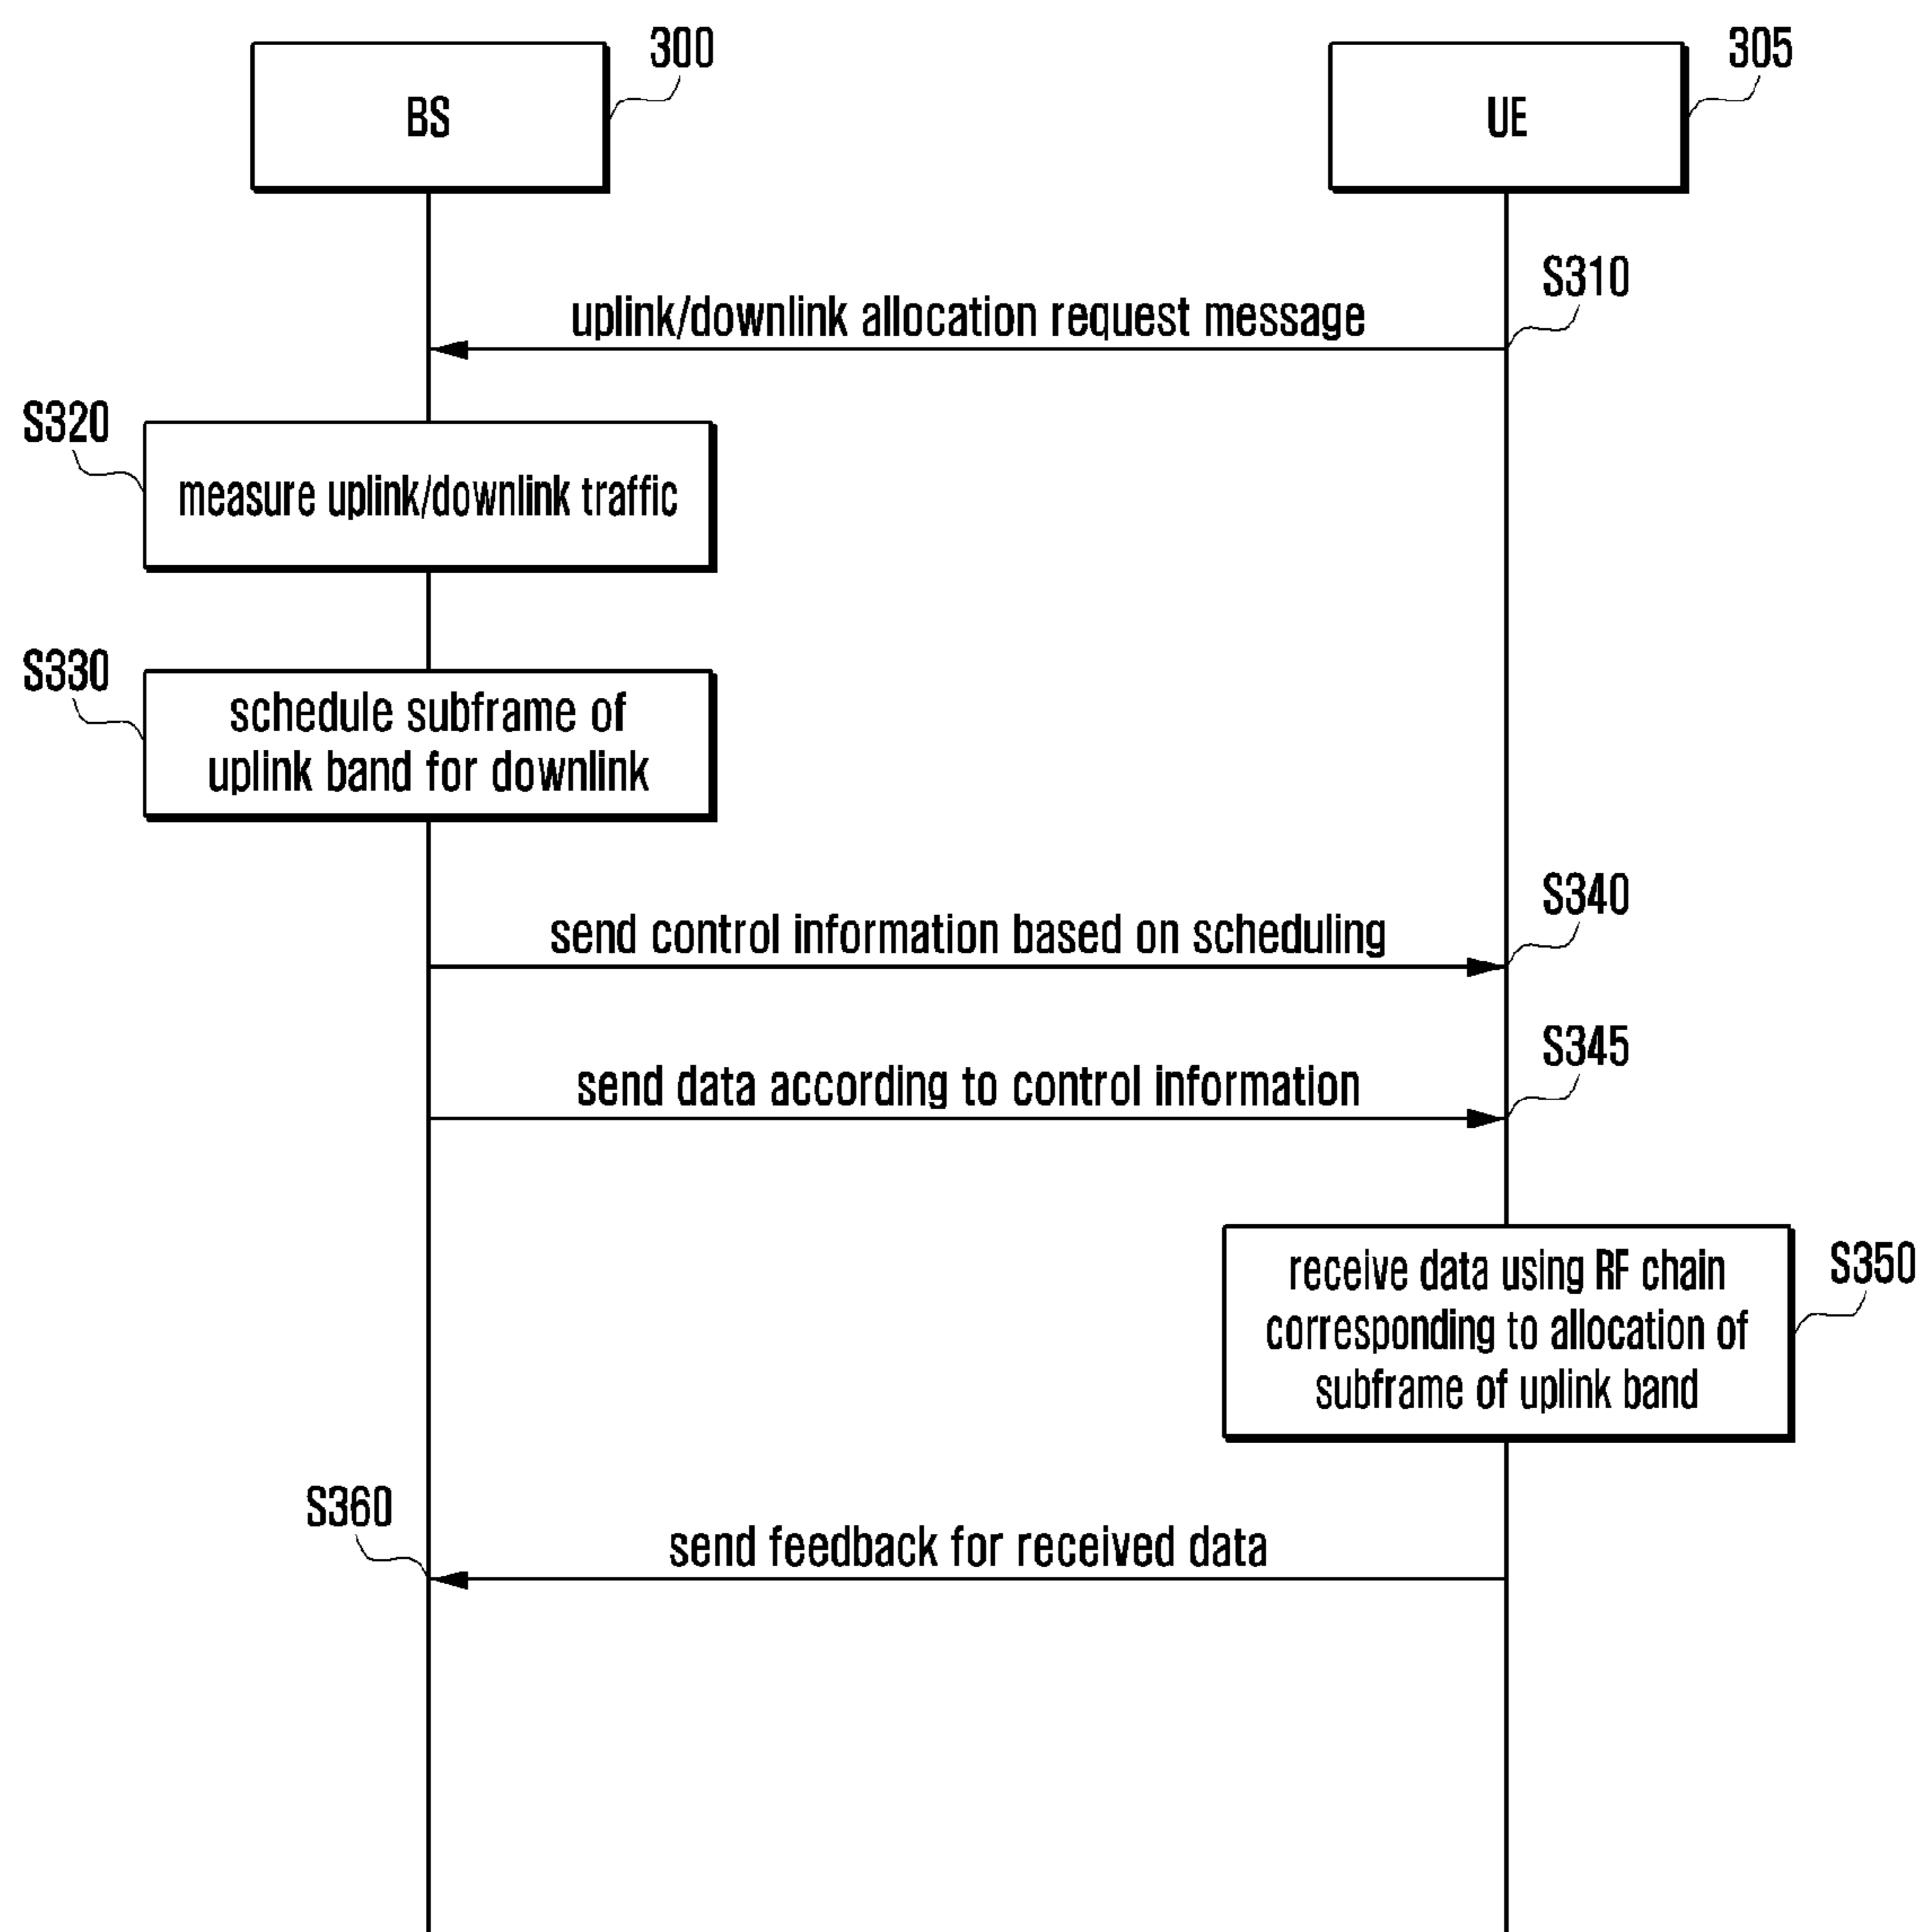 300
305
BS
UE
S310
uplink/downlink allocation request message
S320
measure uplink/downlink traffic
S330
schedule subframe of
uplink band for downlink
S340
send control information based on scheduling
S345
send data according to control information
S350
receive data using RF chain
corresponding to allocation of
subframe of uplink band
S360
send feedback for received data